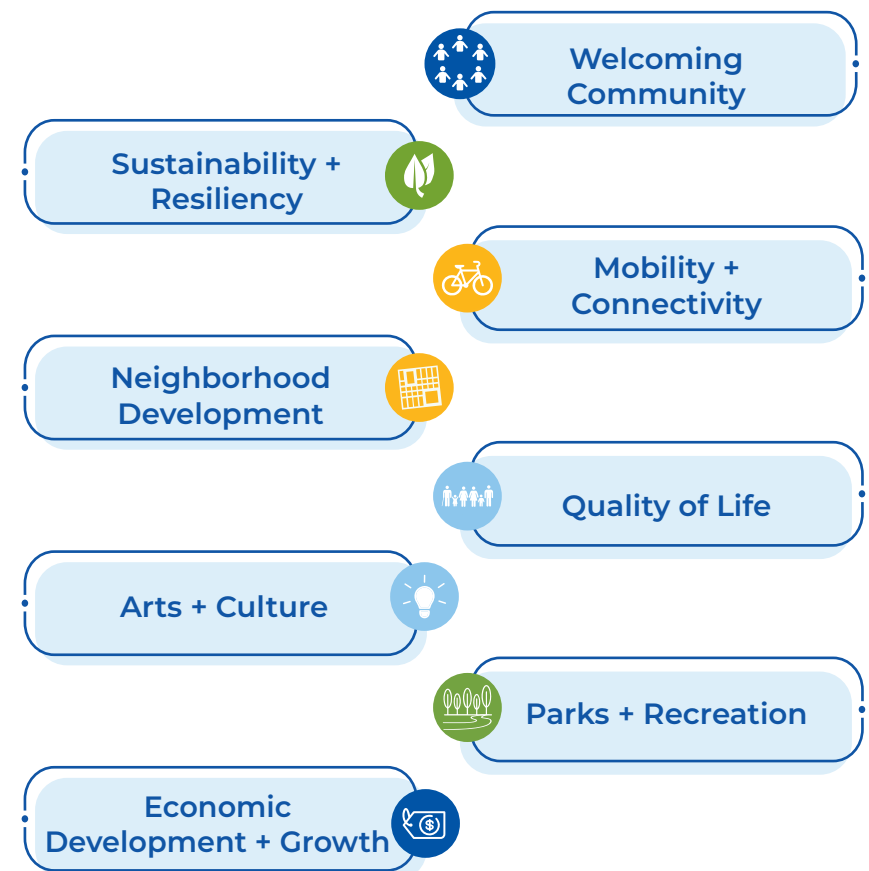 Welcoming
Community
Sustainability +
Resiliency
Mobility +
Connectivity
Neighborhood
Development
Quality of Life
Arts + Culture
Parks + Recreation
Economic
Development + Growth
$